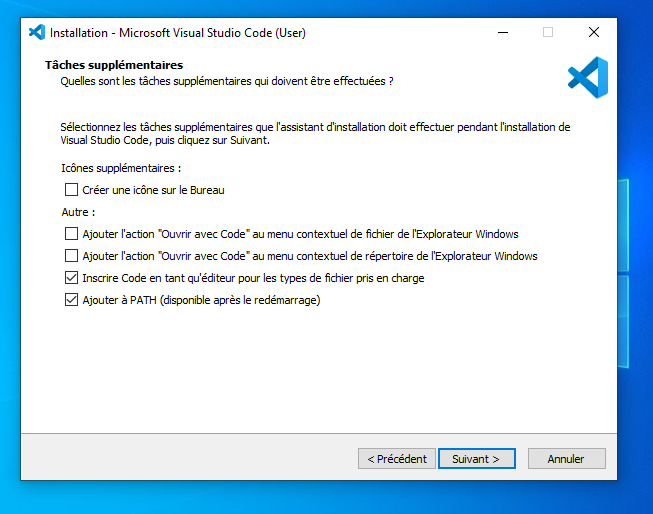 Installation - Microsoft Visual Studio Code (User)
Tâches supplémentaires
Quelles sont les tâches supplémentaires qui doivent être effectuées ?
Sélectionnez les tâches supplémentaires que l'assistant d'installation doit effectuer pendant l'installation de
Visual Studio Code, puis cliquez sur Suivant.
Icônes supplémentaires :
Créer une icône sur le Bureau
Autre :
Ajouter l'action "Ouvrir avec Code" au menu contextuel de fichier de l'Explorateur Windows
Ajouter l'action "Ouvrir avec Code" au menu contextuel de répertoire de l'Explorateur Windows
Inscrire Code en tant qu'éditeur pour les types de fichier pris en charge
Ajouter à PATH (disponible après le redémarrage)
< Précédent
Suivant >
Annuler